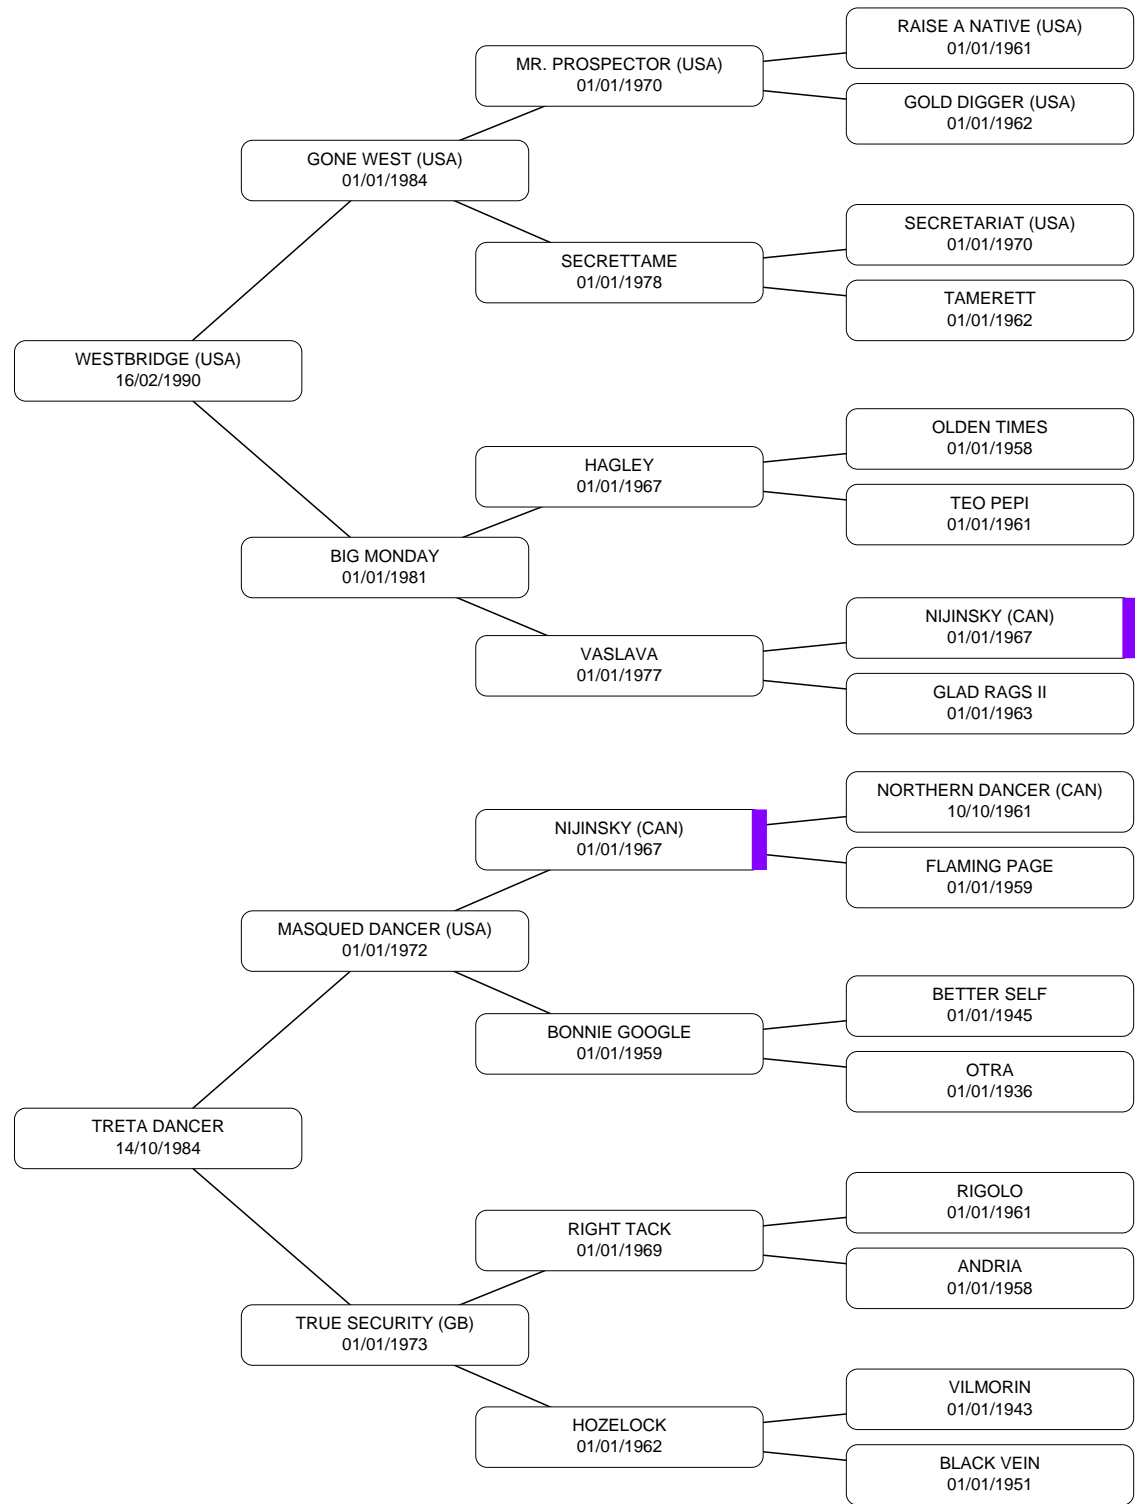 RAISE A NATIVE (USA)
01/01/1961
MR. PROSPECTOR (USA)
01/01/1970
GOLD DIGGER (USA)
01/01/1962
GONE WEST (USA)
01/01/1984
SECRETARIAT (USA)
01/01/1970
SECRETTAME
01/01/1978
TAMERETT
01/01/1962
WESTBRIDGE (USA)
16/02/1990
OLDEN TIMES
01/01/1958
HAGLEY
01/01/1967
TEO PEPI
01/01/1961
BIG MONDAY
01/01/1981
NIJINSKY (CAN)
01/01/1967
VASLAVA
01/01/1977
GLAD RAGS II
01/01/1963
NORTHERN DANCER (CAN)
10/10/1961
NIJINSKY (CAN)
01/01/1967
FLAMING PAGE
01/01/1959
MASQUED DANCER (USA)
01/01/1972
BETTER SELF
01/01/1945
BONNIE GOOGLE
01/01/1959
OTRA
01/01/1936
TRETA DANCER
14/10/1984
RIGOLO
01/01/1961
RIGHT TACK
01/01/1969
ANDRIA
01/01/1958
TRUE SECURITY (GB)
01/01/1973
VILMORIN
01/01/1943
HOZELOCK
01/01/1962
BLACK VEIN
01/01/1951